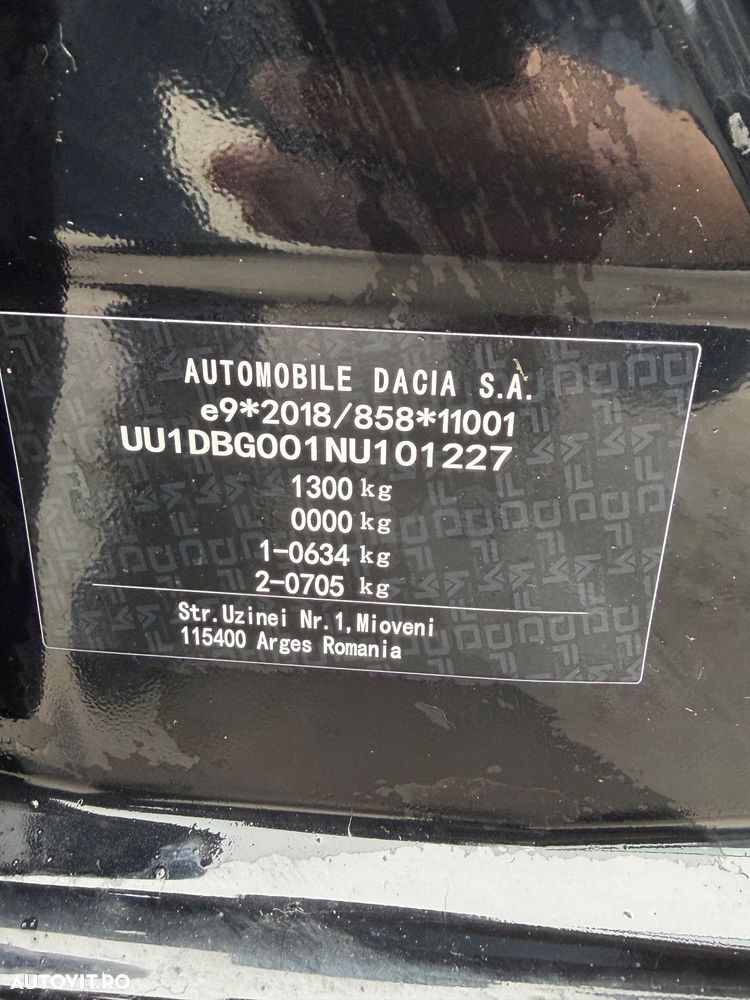 AUTOMOBILE DACIA S.A.
e9*2018/858*11001
UU1DBG001NU101227
1300 kg
0000 kg
1-0634 kg
2-0705 kg
Str.Uzinei Nr.1,Mioveni
115400 Arges Romania
AUTOVIT.RO